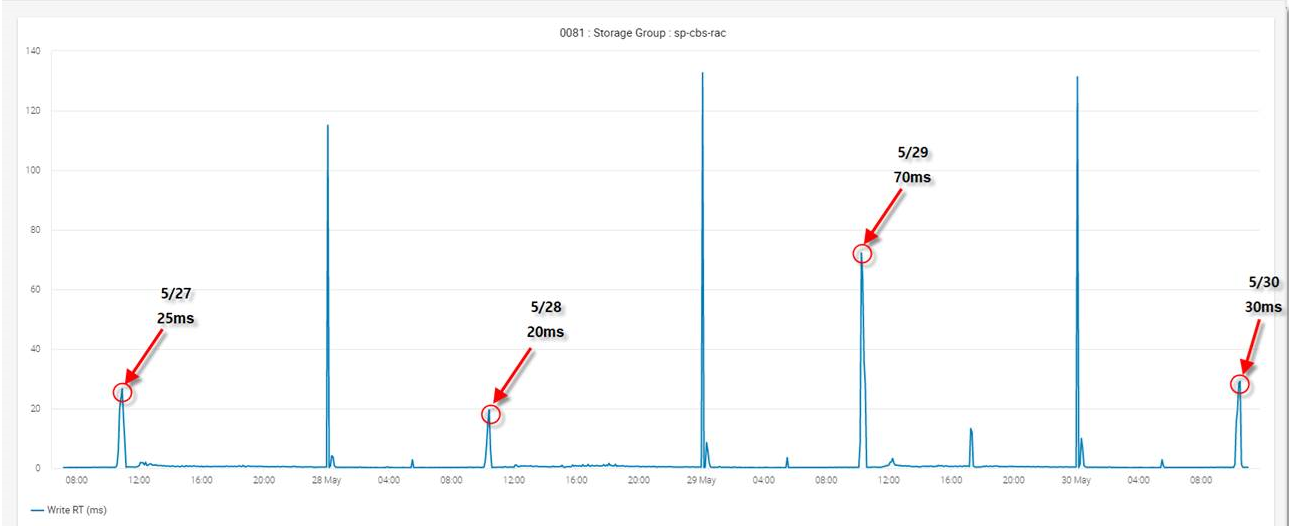 0081 : Storage Group : sp-cbs-rac
140
120
100
80
60
40
20
0
5/27
25ms
5/28
20ms
5/29
70ms
5/30
30ms
08:00 12:00 16:00 20:00 28 May 04:00 08:00 12:00 16:00 20:00 29 May 04:00 08:00 12:00 16:00 20:00 30 May 04:00 08:00
Write RT (ms)